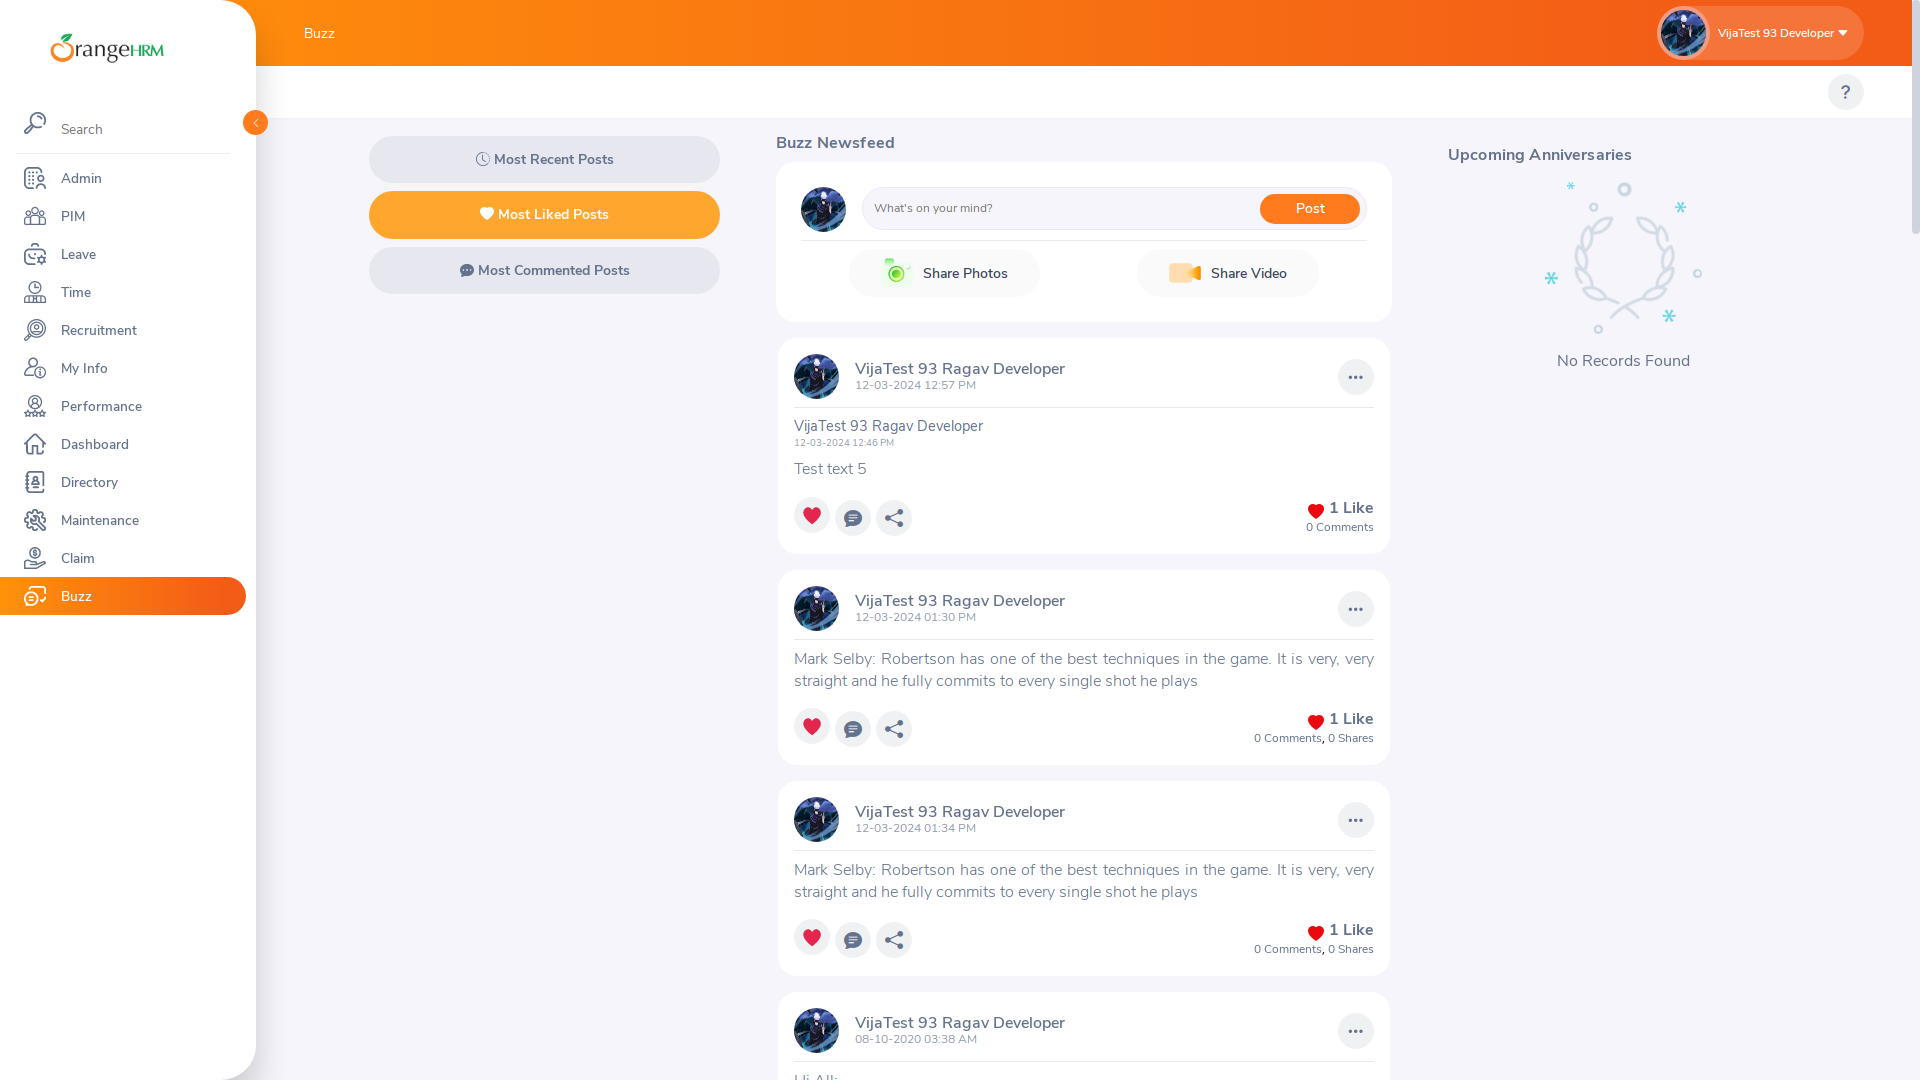 OrangeHRM
Search
Admin
PIM
Leave
Time
Recruitment
My Info
Performance
Dashboard
Directory
Maintenance
Claim
Buzz
Buzz
VijaTest 93 Developer
?
Most Recent Posts
Most Liked Posts
Most Commented Posts
Buzz Newsfeed
What's on your mind?
Post
Share Photos
Share Video
VijaTest 93 Ragav Developer
12-03-2024 12:57 PM
VijaTest 93 Ragav Developer
12-03-2024 12:46 PM
Test text 5
1 Like
0 Comments
VijaTest 93 Ragav Developer
12-03-2024 01:30 PM
Mark Selby: Robertson has one of the best techniques in the game. It is very, very
straight and he fully commits to every single shot he plays
1 Like
0 Comments, 0 Shares
VijaTest 93 Ragav Developer
12-03-2024 01:34 PM
Mark Selby: Robertson has one of the best techniques in the game. It is very, very
straight and he fully commits to every single shot he plays
1 Like
0 Comments, 0 Shares
VijaTest 93 Ragav Developer
08-10-2020 03:38 AM
Hi All;
Upcoming Anniversaries
No Records Found